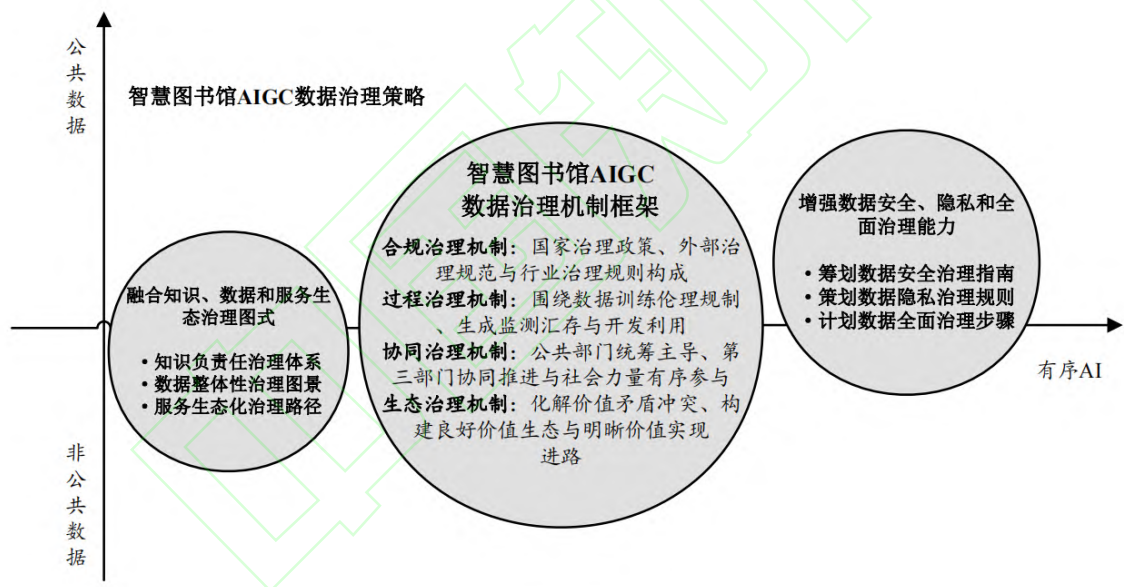 公共数据
智慧图书馆AIGC数据治理策略
融合知识、数据和服务生
态治理图式
• 知识负责任治理体系
• 数据整体性治理图景
• 服务生态化治理路径
智慧图书馆AIGC
数据治理机制框架
合规治理机制：国家治理政策、外部治
理规范与行业治理规则构成
过程治理机制：围绕数据训练伦理规制
、生成监测汇存与开发利用
协同治理机制：公共部门统筹主导、第
三部门协同推进与社会力量有序参与
生态治理机制：化解价值矛盾冲突、构
建良好价值生态与明晰价值实现
进路
增强数据安全、隐私和全
面治理能力
• 筹划数据安全治理指南
• 策划数据隐私治理规则
• 计划数据全面治理步骤
有序AI
非公共数据